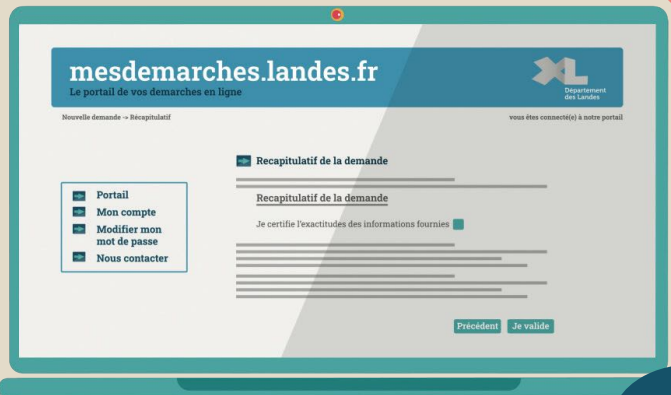 mesdemarches.landes.fr
Le portail de vos demarches en ligne
XL
Département
des Landes
Nouvelle demande -> Récapitulatif
vous êtes connecté(e) à notre portail
Recapitulatif de la demande
Portail
Mon compte
Modifier mon
mot de passe
Nous contacter
Recapitulatif de la demande
Je certifie l'exactitudes des informations fournies
Précédent
Je valide